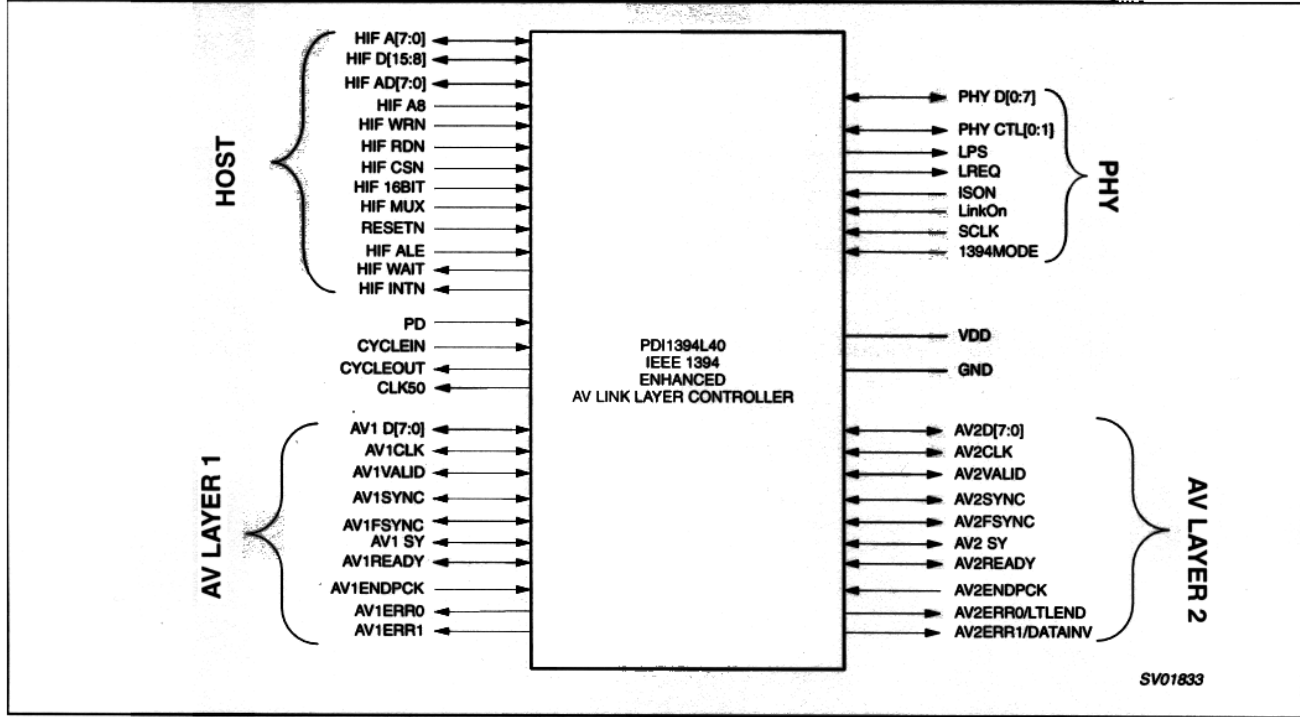 HOST
HIF A[7:0]
HIF D[15:8]
HIF AD[7:0]
HIF A8
HIF WRN
HIF RDN
HIF CSN
HIF 16BIT
HIF MUX
RESETN
HIF ALE
HIF WAIT
HIF INTN
PD
CYCLEIN
CYCLEOUT
CLK50
AV LAYER 1
AV1 D[7:0]
AV1CLK
AV1VALID
AV1SYNC
AV1FSYNC
AV1 SY
AV1READY
AV1ENDPCK
AV1ERR0
AV1ERR1
PDI1394L40
IEEE 1394
ENHANCED
AV LINK LAYER CONTROLLER
PHY D[0:7]
PHY CTL[0:1]
LPS
LREQ
ISON
LinkOn
SCLK
1394MODE
PHY
VDD
GND
AV2D[7:0]
AV2CLK
AV2VALID
AV2SYNC
AV2FSYNC
AV2 SY
AV2READY
AV2ENDPCK
AV2ERR0/LTLEND
AV2ERR1/DATAINV
AV LAYER 2
SV01833